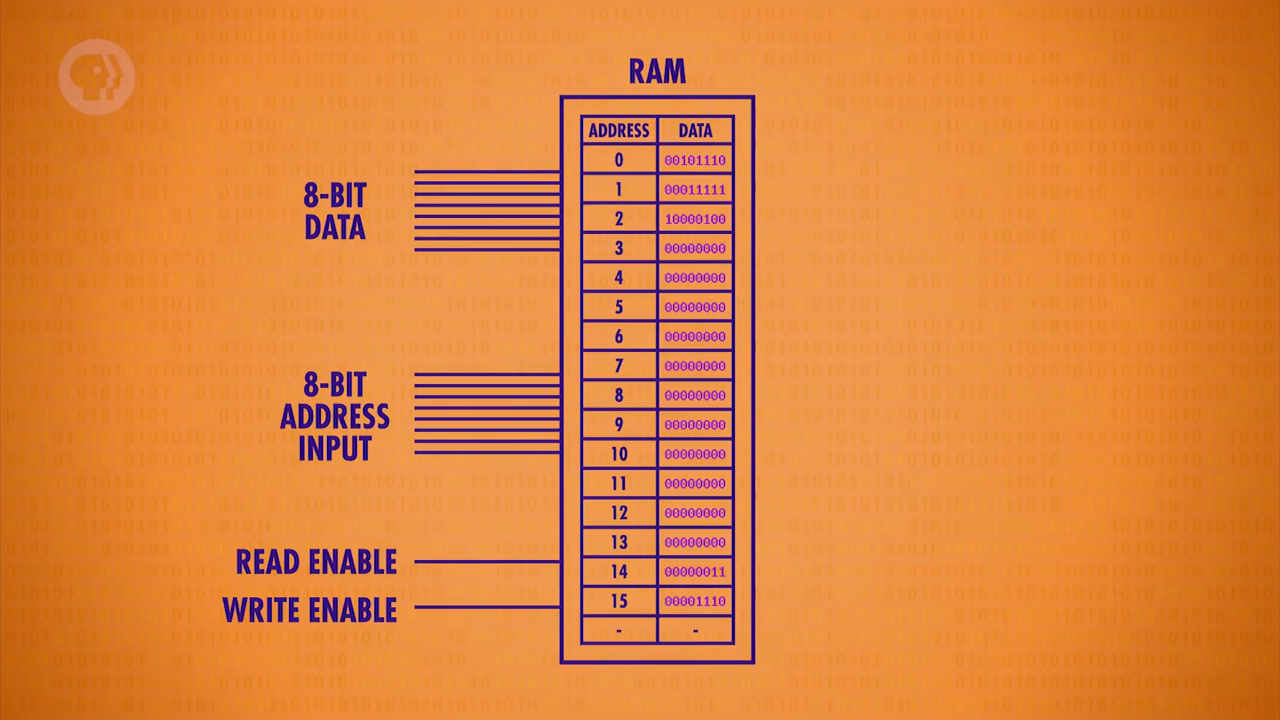 RAM
ADDRESS DATA
0 00101110
1 00011111
2 10000100
3 00000000
4 00000000
5 00000000
6 00000000
7 00000000
8 00000000
9 00000000
10 00000000
11 00000000
12 00000000
13 00000000
14 00000011
15 00001110
- -
8-BIT
DATA
8-BIT
ADDRESS
INPUT
READ ENABLE
WRITE ENABLE